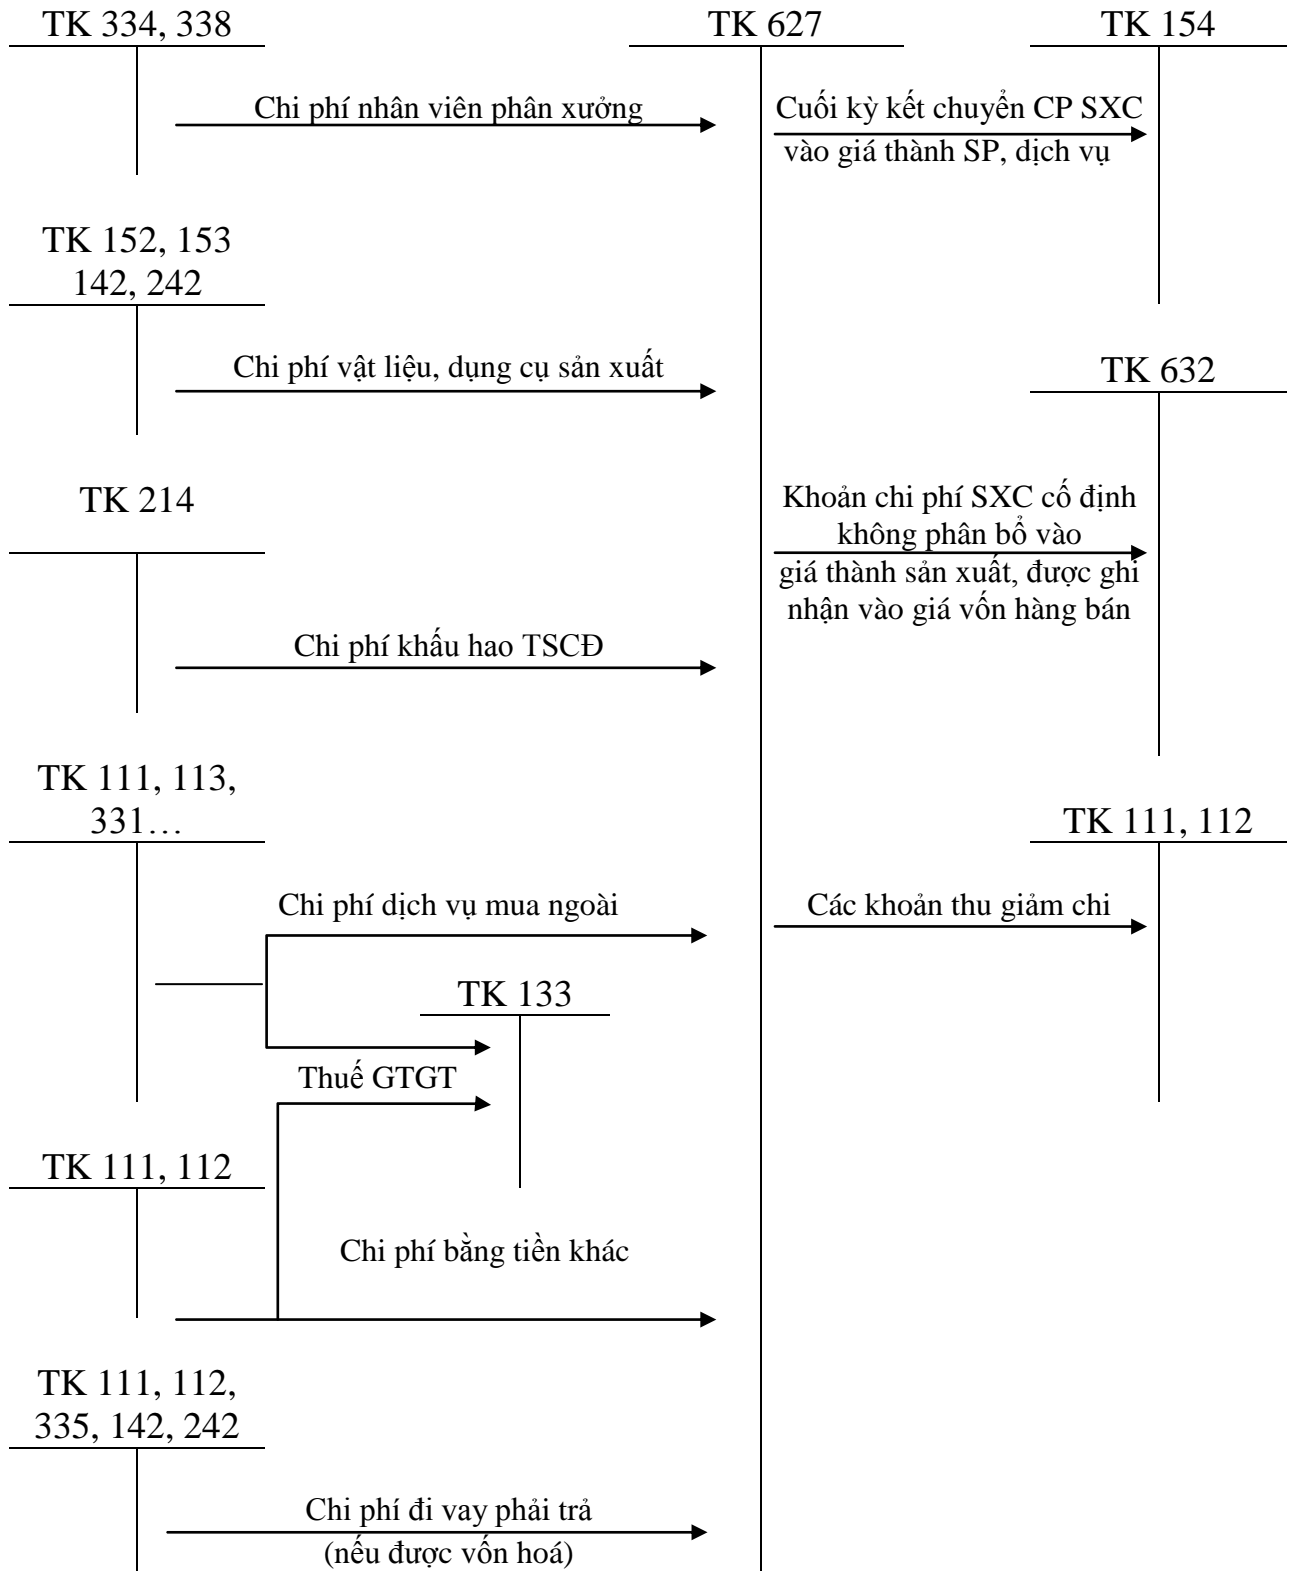 TK 334, 338
TK 627
TK 154
Chi phí nhân viên phân xưởng
Cuối kỳ kết chuyển CP SXC
vào giá thành SP, dịch vụ
TK 152, 153
142, 242
Chi phí vật liệu, dụng cụ sản xuất
TK 632
TK 214
Khoản chi phí SXC cố định
không phân bổ vào
giá thành sản xuất, được ghi
nhận vào giá vốn hàng bán
Chi phí khấu hao TSCĐ
TK 111, 113,
331…
TK 111, 112
Chi phí dịch vụ mua ngoài
Các khoản thu giảm chi
TK 133
Thuế GTGT
TK 111, 112
Chi phí bằng tiền khác
TK 111, 112,
335, 142, 242
Chi phí đi vay phải trả
(nếu được vốn hoá)